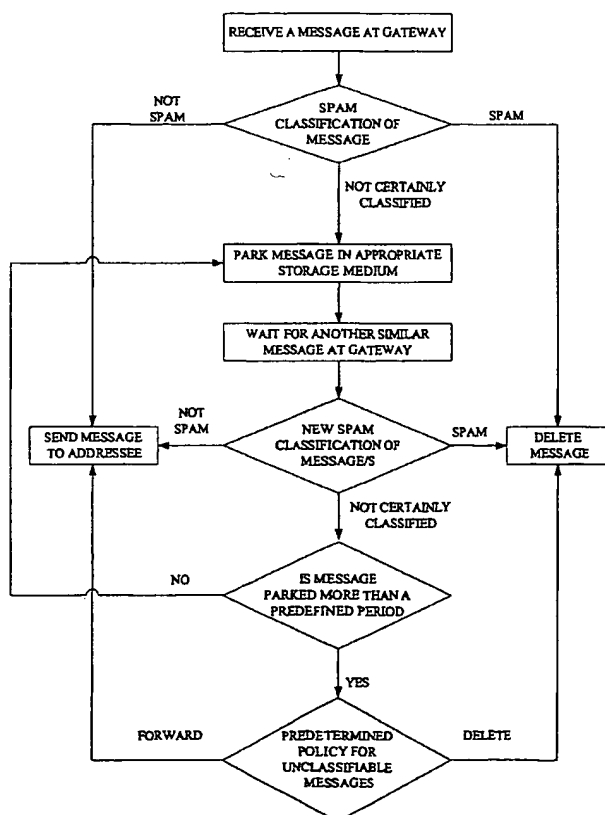 RECEIVE A MESSAGE AT GATEWAY
NOT
SPAM
SPAM
CLASSIFICATION OF
MESSAGE
SPAM
NOT CERTAINLY
CLASSIFIED
PARK MESSAGE IN APPROPRIATE
STORAGE MEDIUM
WAIT FOR ANOTHER SIMILAR
MESSAGE AT GATEWAY
SEND MESSAGE
TO ADDRESSEE
NOT
SPAM
NEW SPAM
CLASSIFICATION OF
MESSAGE/S
SPAM
DELETE
MESSAGE
NOT CERTAINLY
CLASSIFIED
NO
IS MESSAGE
PARKED MORE THAN A
PREDEFINED PERIOD
YES
FORWARD
PREDETERMINED
POLICY FOR
UNCLASSIFIABLE
MESSAGES
DELETE